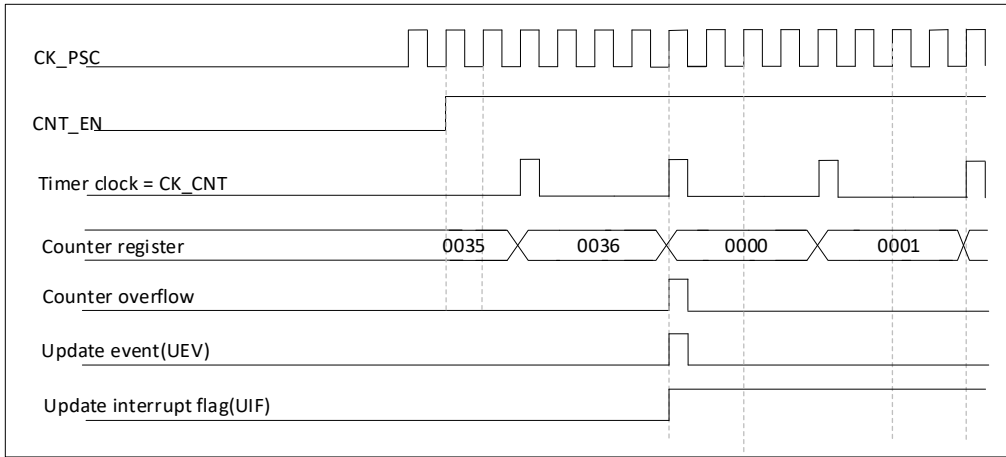 CK_PSC
CNT_EN
Timer clock = CK_CNT
Counter register 0035 0036 0000 0001
Counter overflow
Update event(UEV)
Update interrupt flag(UIF)